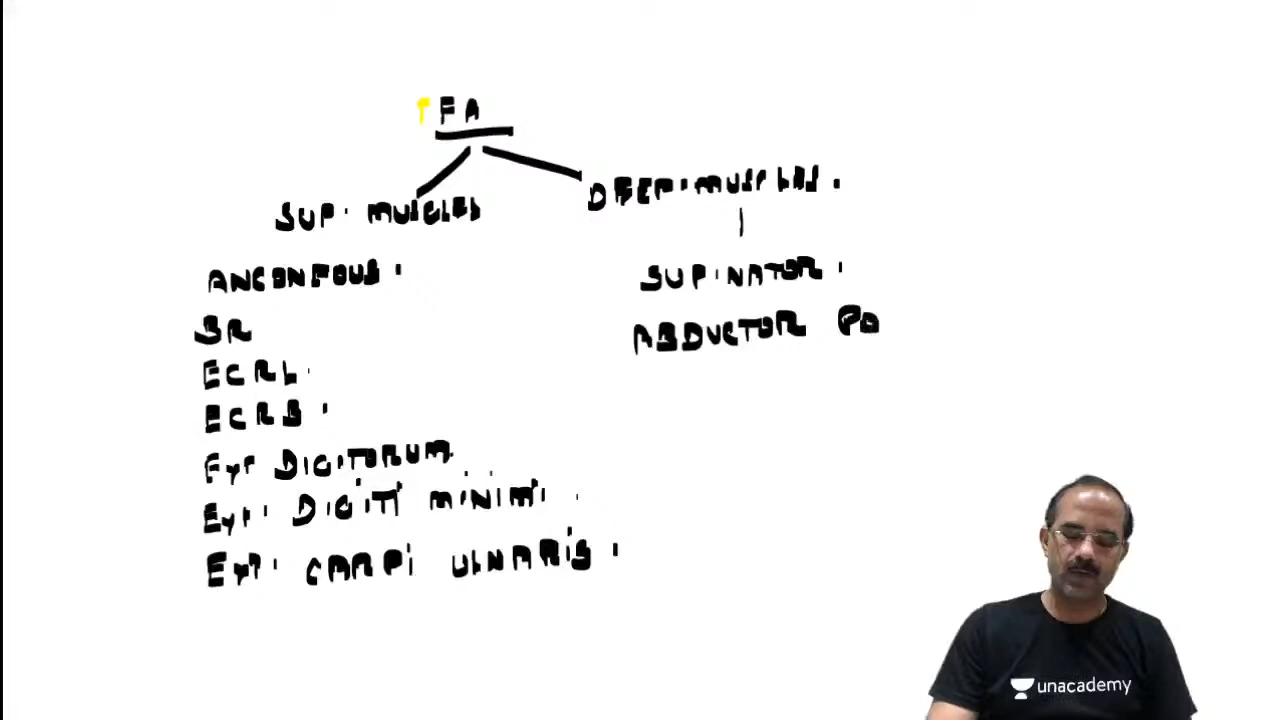 PFA
SUP. MUSCLES
DEEP. MUSCLES.
ANCONEOUS.
BR
ECRL.
ECRB.
EXT DIGITORUM
EXT. DIGITI MINIMI.
EXT. CARPI ULNARIS.
SUPINATOR.
ABDUCTOR PO
unacademy